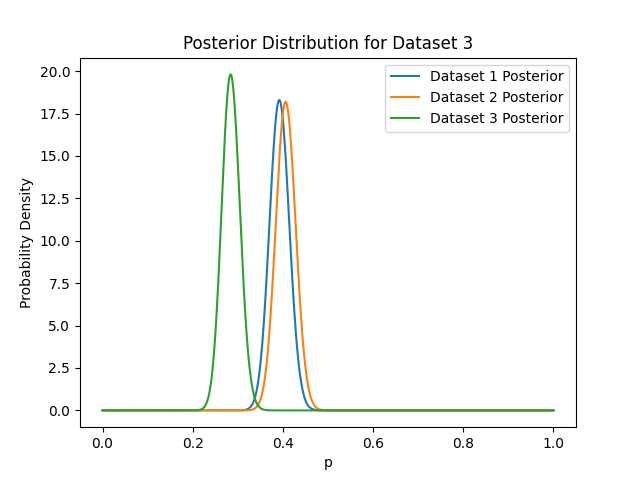 Posterior Distribution for Dataset 3
Dataset 1 Posterior
Dataset 2 Posterior
Dataset 3 Posterior
Probability Density
20.0
17.5
15.0
12.5
10.0
7.5
5.0
2.5
0.0
0.0 0.2 0.4 0.6 0.8 1.0
p